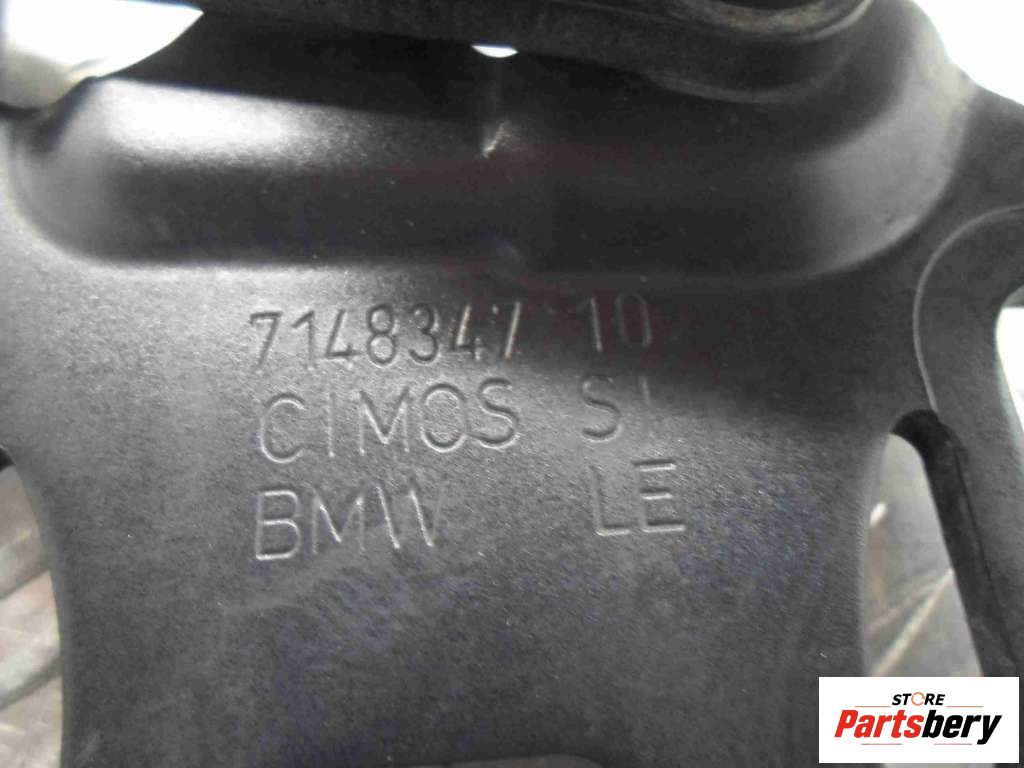 7148347 10
CIMOS SI
BMW LE
STORE
Partsbery